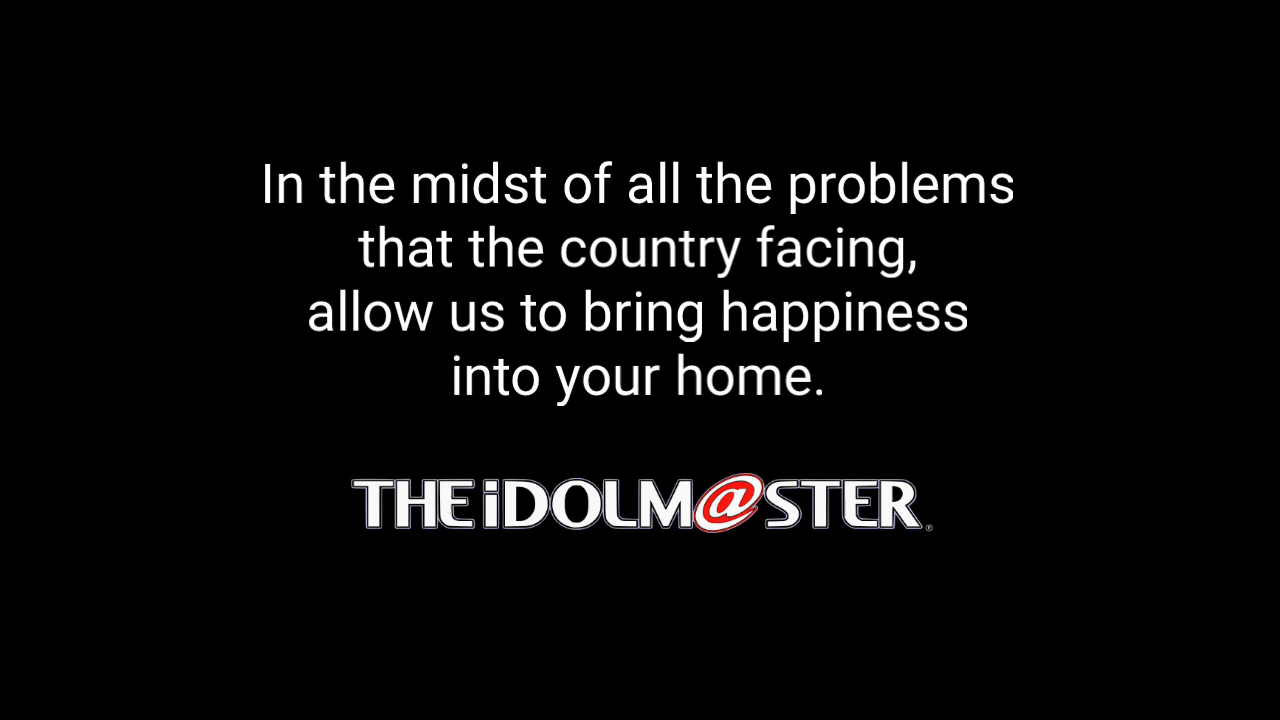 In the midst of all the problems
that the country facing,
allow us to bring happiness
into your home.
THE iDOLM@STER®